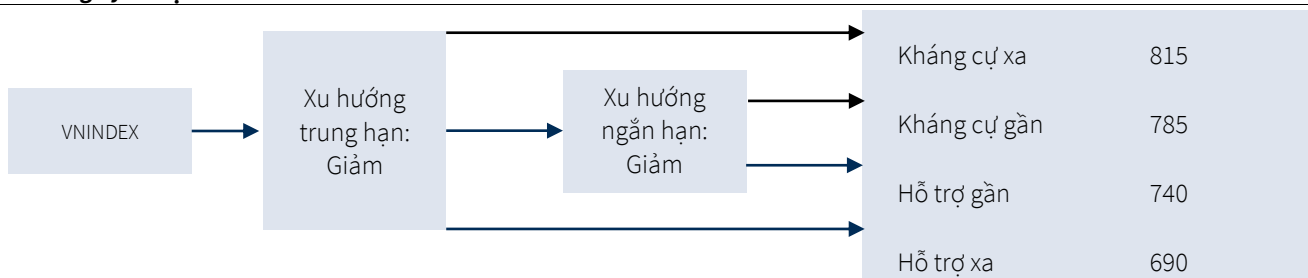 VNINDEX
Xu hướng
trung hạn:
Giảm
Xu hướng
ngắn hạn:
Giảm
Kháng cự xa 815
Kháng cự gần 785
Hỗ trợ gần 740
Hỗ trợ xa 690